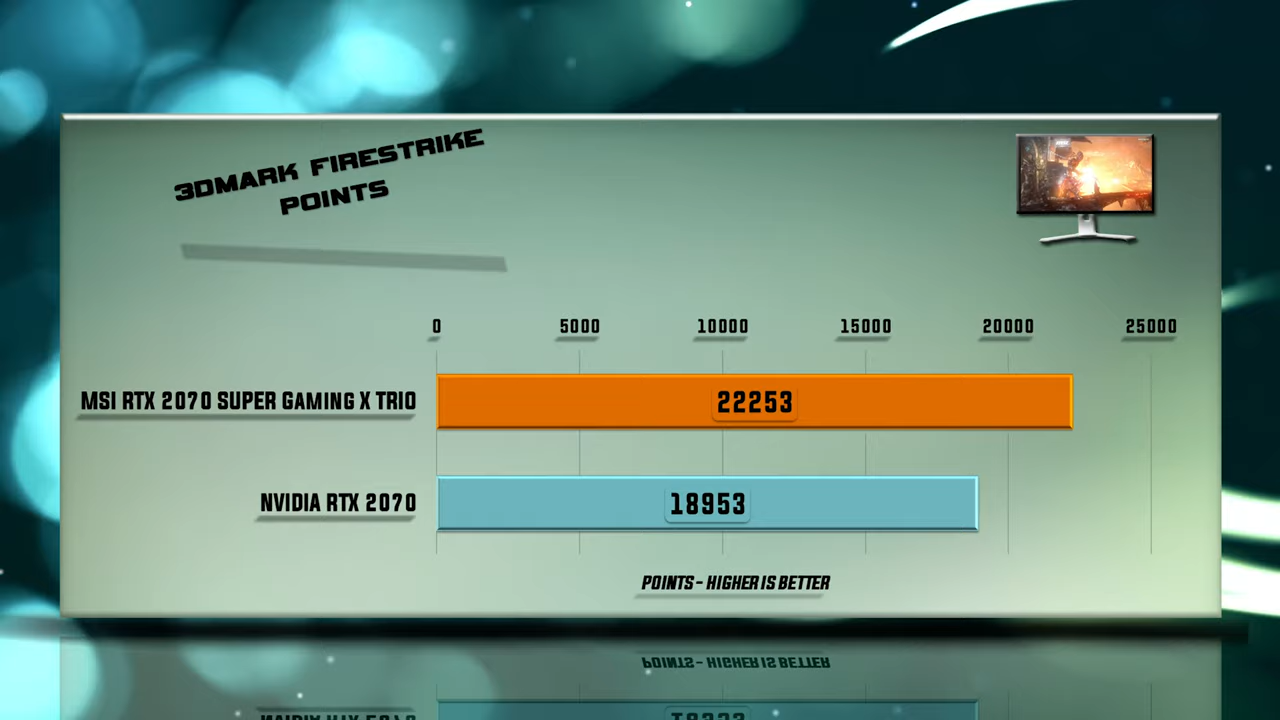 3DMARK FIRESTRIKE
POINTS
0 5000 10000 15000 20000 25000
MSI RTX 2070 SUPER GAMING X TRIO 22253
NVIDIA RTX 2070 18953
POINTS - HIGHER IS BETTER